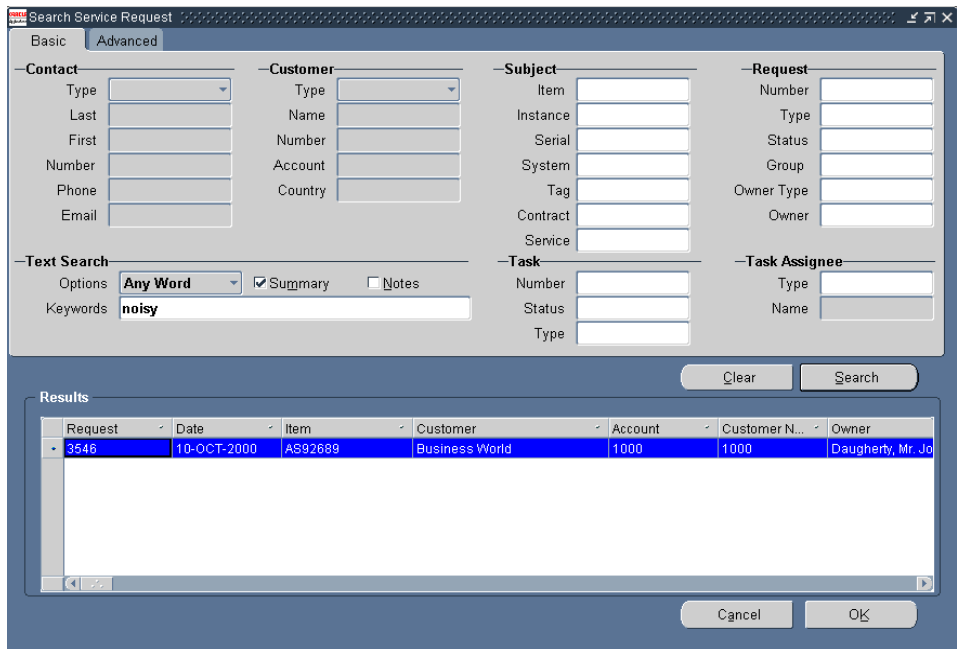 Search Service Request
Basic Advanced
Contact Customer Subject Request
Type Type Item Number
Last Name Instance Type
First Number Serial Status
Number Account System Group
Phone Country Tag Owner Type
Email Contract Owner
Service
Text Search Task Task Assignee
Options Any Word Summary Notes Number Type
Keywords noisy Status Name
Type
Clear Search
Results
Request Date Item Customer Account Customer N... Owner
3546 10-OCT-2000 AS92689 Business World 1000 1000 Daugherty, Mr. Jo
Cancel OK